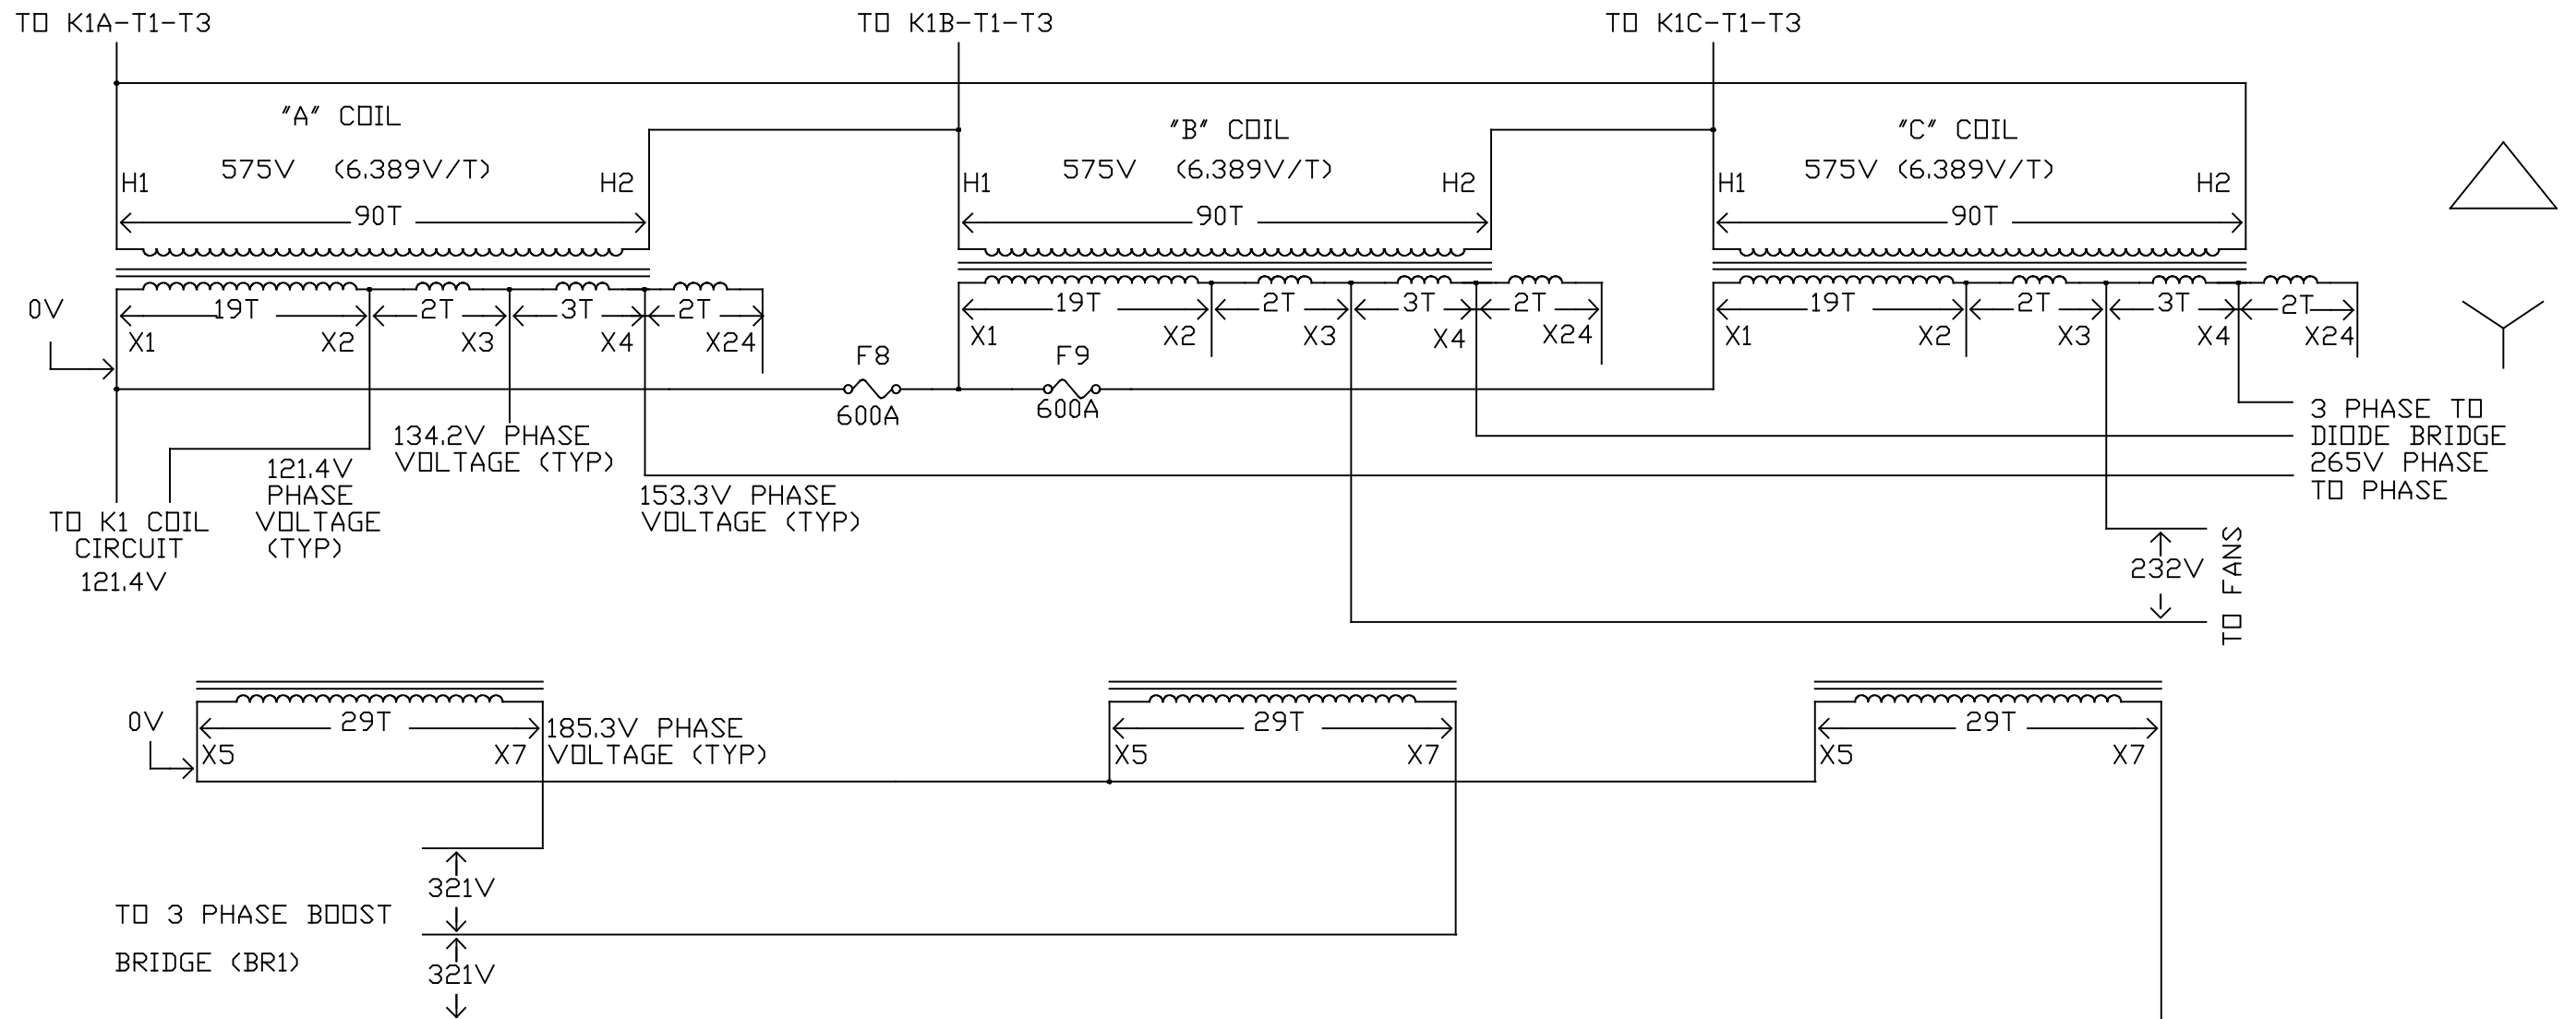 TO K1A-T1-T3
TO K1B-T1-T3
TO K1C-T1-T3
"A" COIL
"B" COIL
"C" COIL
575V (6.389V/T)
575V (6.389V/T)
575V (6.389V/T)
H1
H2
H1
H2
H1
H2
90T
90T
90T
0V
19T
2T
3T
2T
19T
2T
3T
2T
19T
2T
3T
2T
X1
X2
X3
X4
X24
X1
X2
X3
X4
X24
X1
X2
X3
X4
X24
F8
600A
F9
600A
134.2V PHASE
VOLTAGE (TYP)
121.4V
PHASE
VOLTAGE
(TYP)
153.3V PHASE
VOLTAGE (TYP)
TO K1 COIL
CIRCUIT
121.4V
3 PHASE TO
DIODE BRIDGE
265V PHASE
TO PHASE
232V
TO FANS
0V
29T
X5
X7
185.3V PHASE
VOLTAGE (TYP)
29T
X5
X7
29T
X5
X7
321V
TO 3 PHASE BOOST
BRIDGE (BR1)
321V